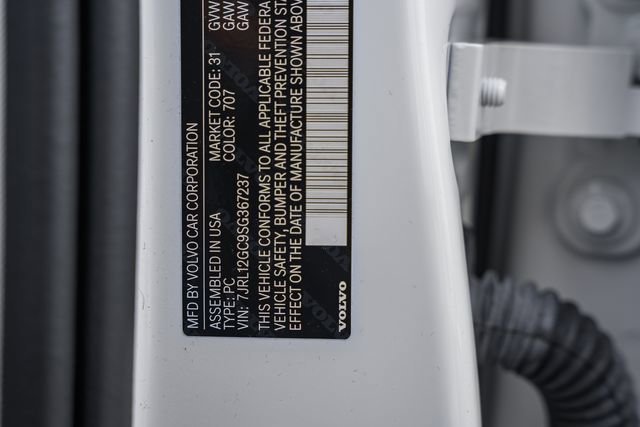 MFD BY VOLVO CAR CORPORATION
ASSEMBLED IN USA MARKET CODE: 31 GVW
TYPE: PC COLOR: 707 GAW
VIN: 7JRL12GC9SG367237 GAW
THIS VEHICLE CONFORMS TO ALL APPLICABLE FEDERA
VEHICLE SAFETY, BUMPER AND THEFT PREVENTION STA
EFFECT ON THE DATE OF MANUFACTURE SHOWN ABOV
VOLVO